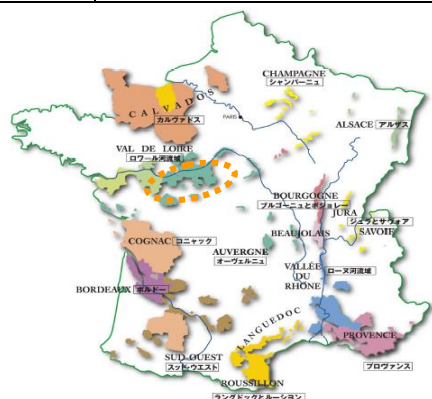 CHAMPAGNE
シャンパーニュ
CALVADOS
カルヴァドス
PARIS
ALSACE アルザス
VAL DE LOIRE
ロワール河流域
BOURGOGNE
ブルゴーニュとボジョレー
JURA
ジュラとサヴォア
SAVOIE
BEAUJOLAIS
COGNAC コニャック
AUVERGNE
オーヴェルニュ
VALLÉE
DU
RHÔNE
ローヌ河流域
BORDEAUX ボルドー
LANGUEDOC
PROVENCE
プロヴァンス
SUD-OUEST
スッド・ウエスト
ROUSSILLON
ラングドックとルーション